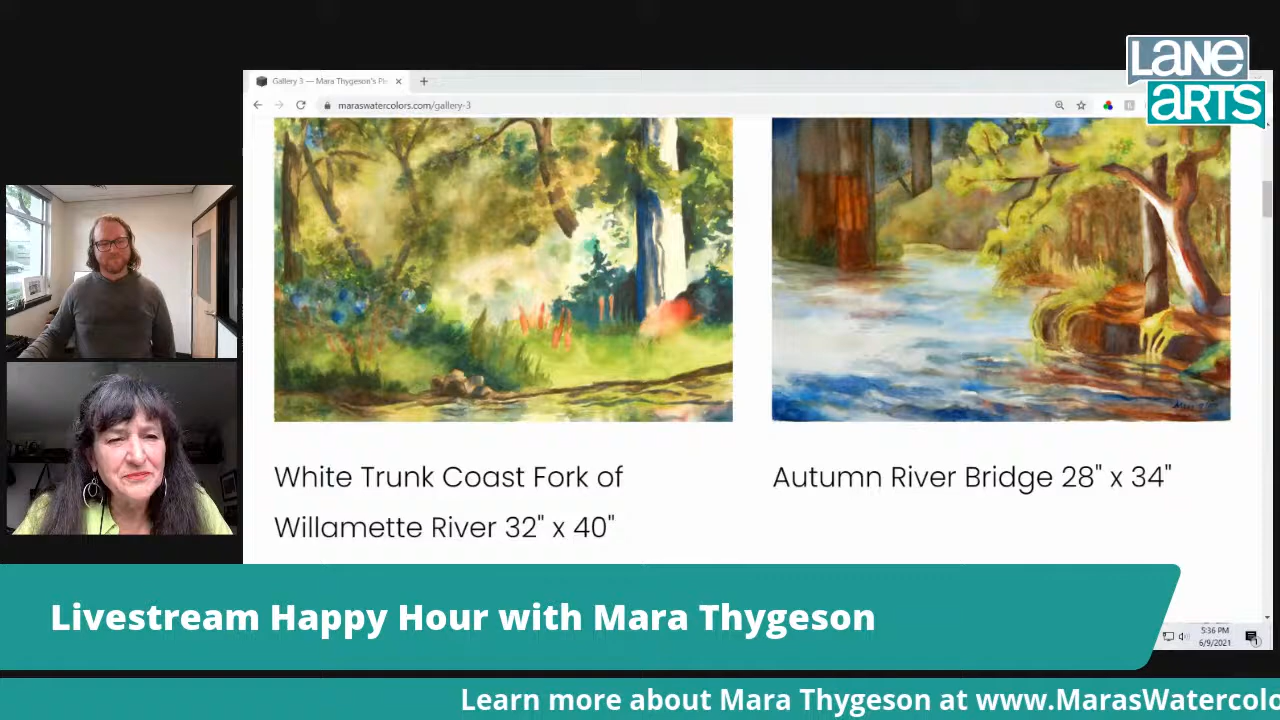 LANE
ARTS
Gallery 3 — Mara Thygeson's Ple
maraswatercolors.com/gallery-3
White Trunk Coast Fork of
Willamette River 32" x 40"
Autumn River Bridge 28" x 34"
Livestream Happy Hour with Mara Thygeson
5:36 PM
6/9/2021
Learn more about Mara Thygeson at www.MarasWatercolo